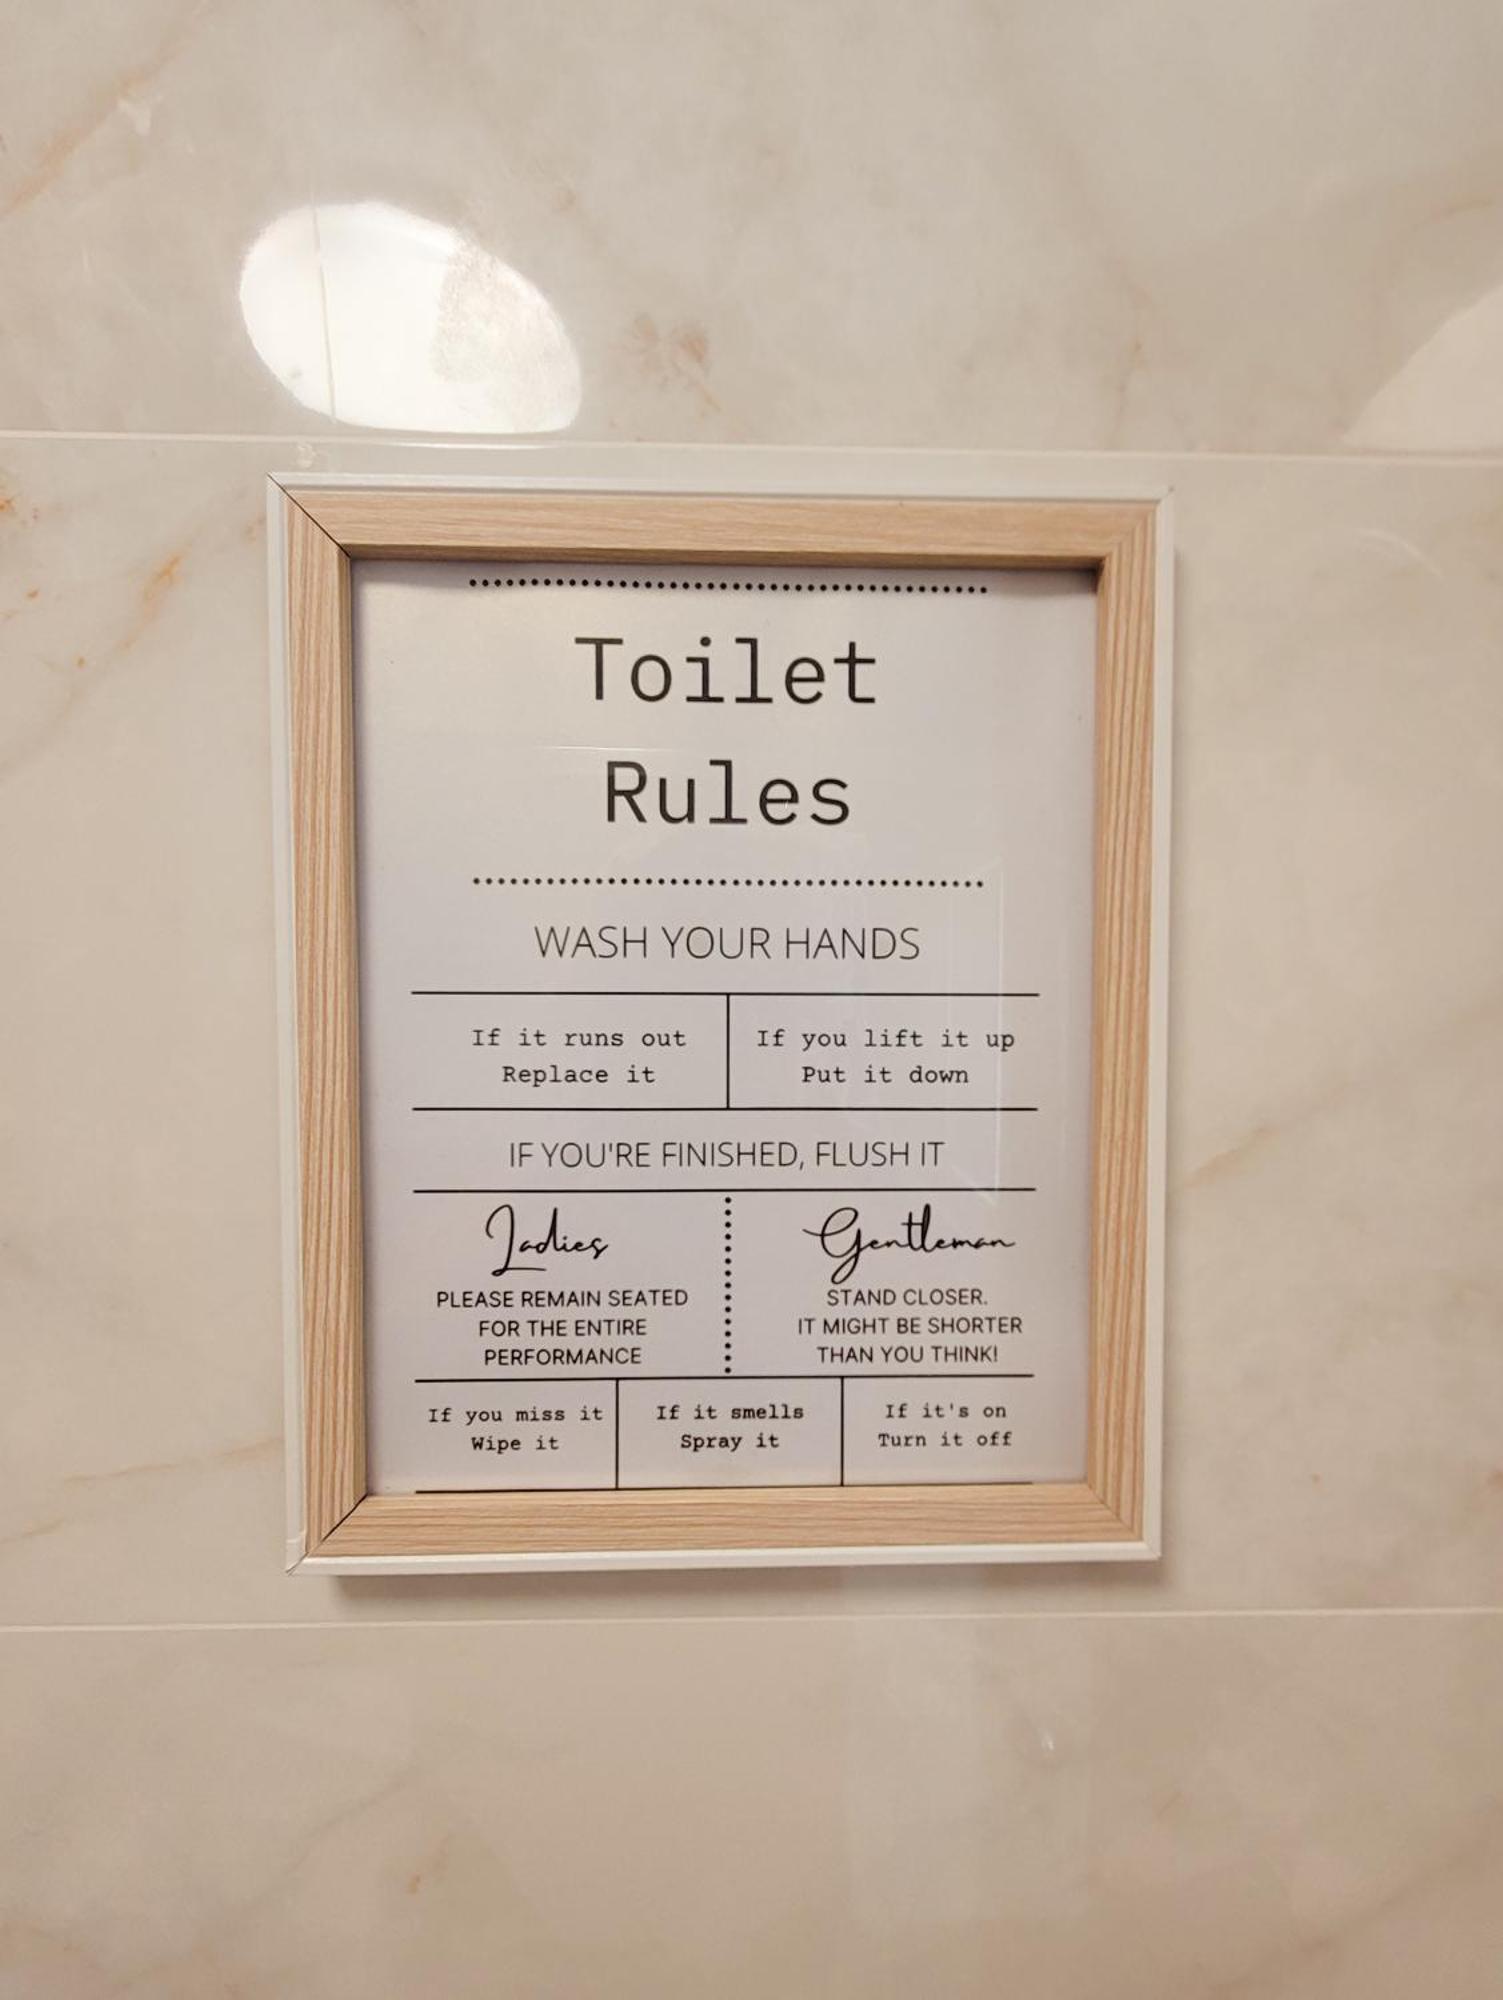 Toilet
Rules
WASH YOUR HANDS
If it runs out
Replace it
If you lift it up
Put it down
IF YOU'RE FINISHED, FLUSH IT
Ladies
PLEASE REMAIN SEATED
FOR THE ENTIRE
PERFORMANCE
Gentleman
STAND CLOSER.
IT MIGHT BE SHORTER
THAN YOU THINK!
If you miss it
Wipe it
If it smells
Spray it
If it's on
Turn it off